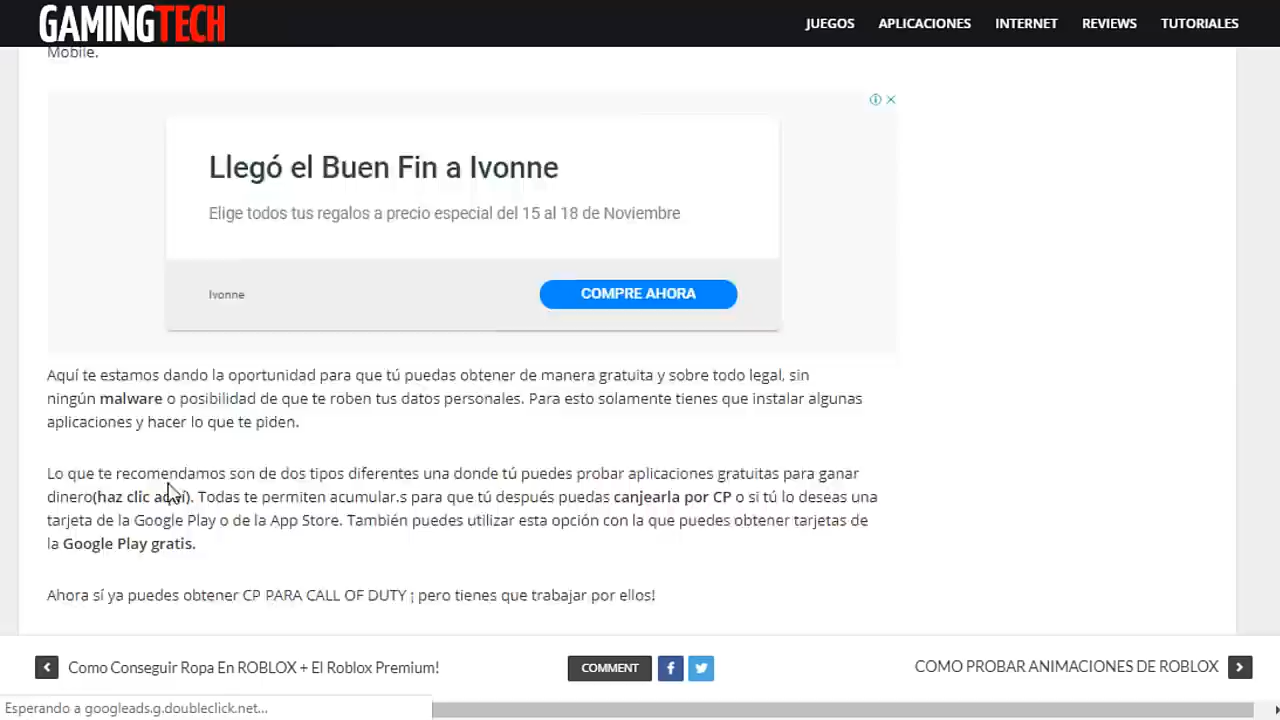 GAMINGTECH
JUEGOS APLICACIONES INTERNET REVIEWS TUTORIALES
Mobile.
Llegó el Buen Fin a Ivonne
Elige todos tus regalos a precio especial del 15 al 18 de Noviembre
Ivonne
COMPRE AHORA
Aquí te estamos dando la oportunidad para que tú puedas obtener de manera gratuita y sobre todo legal, sin
ningún malware o posibilidad de que te roben tus datos personales. Para esto solamente tienes que instalar algunas
aplicaciones y hacer lo que te piden.
Lo que te recomendamos son de dos tipos diferentes una donde tú puedes probar aplicaciones gratuitas para ganar
dinero(haz clic aquí). Todas te permiten acumular.s para que tú después puedas canjearla por CP o si tú lo deseas una
tarjeta de la Google Play o de la App Store. También puedes utilizar esta opción con la que puedes obtener tarjetas de
la Google Play gratis.
Ahora sí ya puedes obtener CP PARA CALL OF DUTY ¡ pero tienes que trabajar por ellos!
Como Conseguir Ropa En ROBLOX + El Roblox Premium!
COMMENT
COMO PROBAR ANIMACIONES DE ROBLOX
Esperando a googleads.g.doubleclick.net...